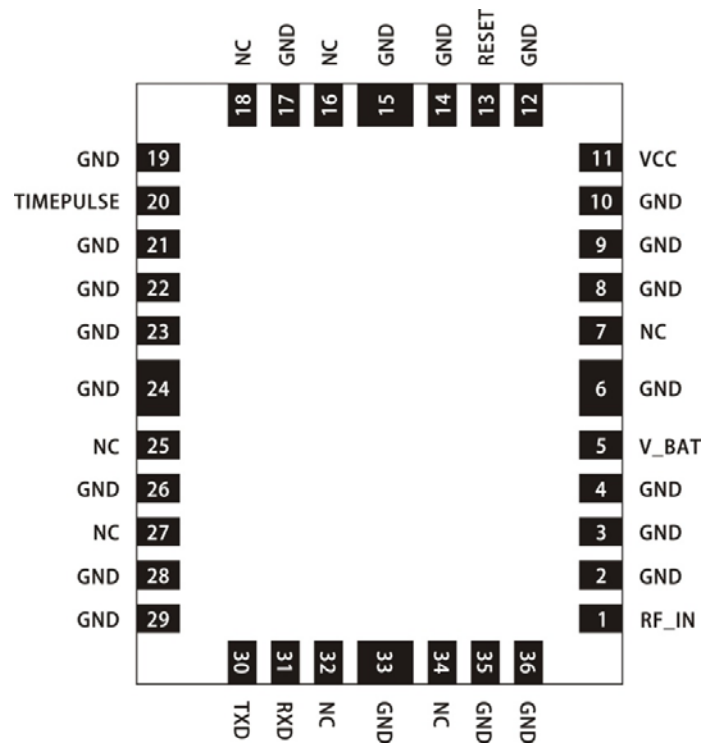 NC GND NC GND GND RESET GND
18 17 16 15 14 13 12
GND 19 11 VCC
TIMEPULSE 20 10 GND
GND 21 9 GND
GND 22 8 GND
GND 23 7 NC
GND 24 6 GND
NC 25 5 V_BAT
GND 26 4 GND
NC 27 3 GND
GND 28 2 GND
GND 29 1 RF_IN
30 31 32 33 34 35 36
TXD RXD NC GND NC GND GND